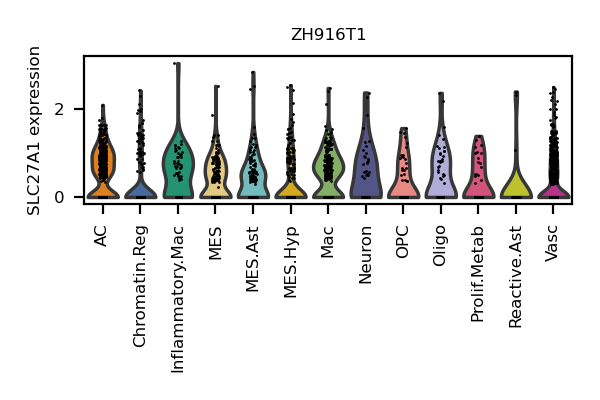 ZH916T1
SLC27A1 expression
2
0
AC
Chromatin.Reg
Inflammatory.Mac
MES
MES.Ast
MES.Hyp
Mac
Neuron
OPC
Oligo
Prolif.Metab
Reactive.Ast
Vasc